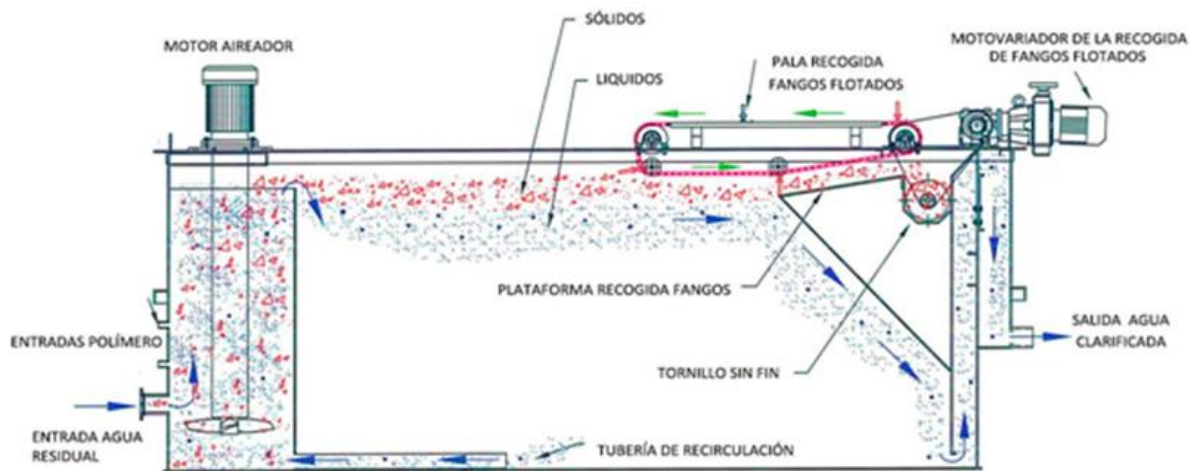 SÓLIDOS
MOTOR AIREADOR
MOTOVARIADOR DE LA RECOGIDA
DE FANGOS FLOTADOS
PALA RECOGIDA
FANGOS FLOTADOS
LIQUIDOS
PLATAFORMA RECOGIDA FANGOS
ENTRADAS POLÍMERO
SALIDA AGUA
CLARIFICADA
TORNILLO SIN FIN
ENTRADA AGUA
RESIDUAL
TUBERÍA DE RECIRCULACIÓN